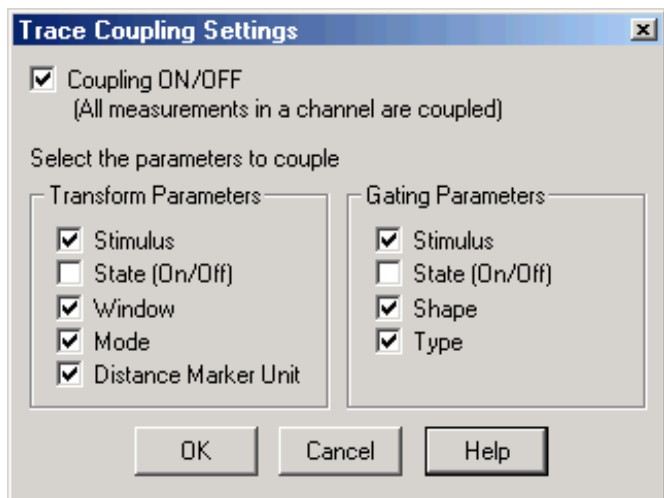 Trace Coupling Settings
Coupling ON/OFF
(All measurements in a channel are coupled)
Select the parameters to couple
Transform Parameters
Stimulus
State (On/Off)
Window
Mode
Distance Marker Unit
Gating Parameters
Stimulus
State (On/Off)
Shape
Type
OK
Cancel
Help